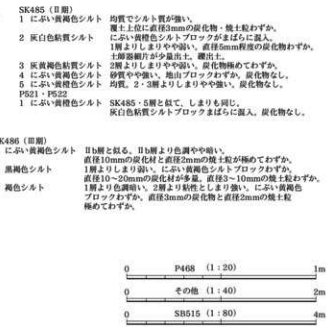 SK485（Ⅱ期）
1 にぶい黄褐色シルト 均質でシルト質が強い。
覆土上位に直径3mmの炭化物・焼土粒わずか。
2 灰白色粘質シルト にぶい黄橙色シルトブロックがまばらに混入。
1層よりしまりやや弱い。直径5mm程度の炭化物わずか。
土師器細片が少量出土。礫出土。
3 灰黄褐色粘質シルト 2層よりしまりやや弱い。炭化物極めてわずか。
4 にぶい黄褐色シルト 砂質やや強い。地山ブロックわずか。炭化物なし。
5 にぶい黄橙色シルト 均質。2・3層よりしまりやや強い。炭化物なし。
P521・P522
1 にぶい黄橙色シルト SK485・5層と似て、しまりも同じ。
灰白色粘質シルトブロックまばらに混入。炭化物なし。
K486（Ⅲ期）
にぶい黄褐色シルト Ⅱb層と似る。Ⅱb層より色調やや暗い。
直径10mmの炭化材と直径2mmの焼土粒が極めてわずか。
黒褐色シルト 1層よりしまり弱い。にぶい黄褐色シルトブロックわずか。
直径10～20mmの炭化材が多量。直径3～10mmの焼土粒わずか。
褐色シルト 1層より色調暗い。2層より粘性としまり強い。にぶい黄褐色
ブロックわずか。直径3mmの炭化物と直径2mmの焼土粒
極めてわずか。
0 P468 （1：20） 1m
0 その他 （1：40） 2m
0 SB515 （1：80） 4m